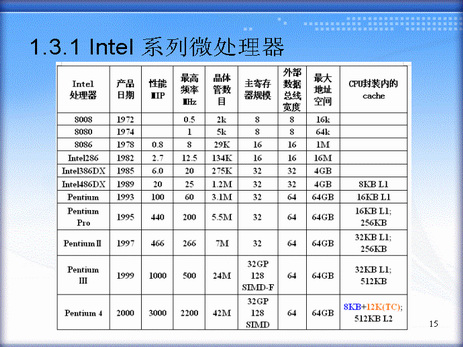 1.3.1 Intel 系列微处理器
Intel 处理器 产品日期 性能 MIP 最高频率 MHz 晶体管数目 主寄存器规模 外部数据总线宽度 最大地址空间 CPU封装内的 cache
8008 1972 0.5 2k 8 8 16k
8080 1974 1 5k 8 8 64k
8086 1978 0.8 8 29K 16 16 1M
Intel286 1982 2.7 12.5 134K 16 16 16M
Intel386DX 1985 6.0 20 275K 32 32 4GB
Intel486DX 1989 20 25 1.2M 32 32 4GB 8KB L1
Pentium 1993 100 60 3.1M 32 64 64GB 16KB L1
Pentium Pro 1995 440 200 5.5M 32 64 64GB 16KB L1; 256KB
Pentium II 1997 466 266 7M 32 64 64GB 32KB L1; 256KB
Pentium III 1999 1000 500 24M 32GP 128 SIMD-F 64 64GB 32KB L1; 512KB
Pentium 4 2000 3000 2200 42M 32GP 128 SIMD 64 64GB 8KB+12K(TC); 512KB L2
15